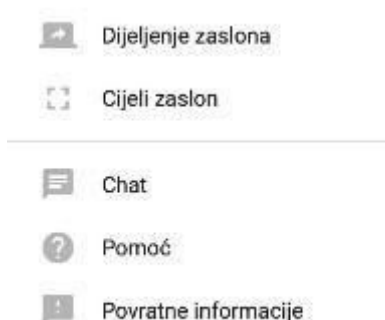 Dijeljenje zaslona
Cijeli zaslon
Chat
Pomoć
Povratne informacije